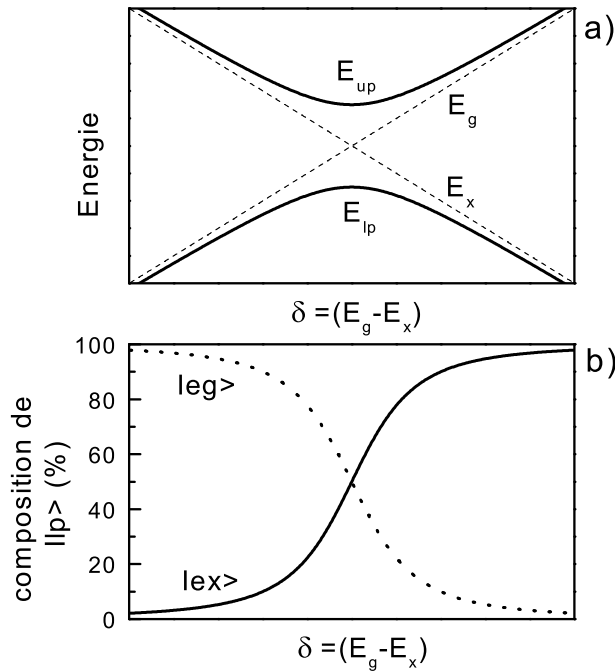 a)
E_up
E_g
Energie
E_x
E_lp
δ =(E_g-E_x)
b)
100
80
60
40
20
0
composition de
|lp> (%)
|eg>
|ex>
δ =(E_g-E_x)